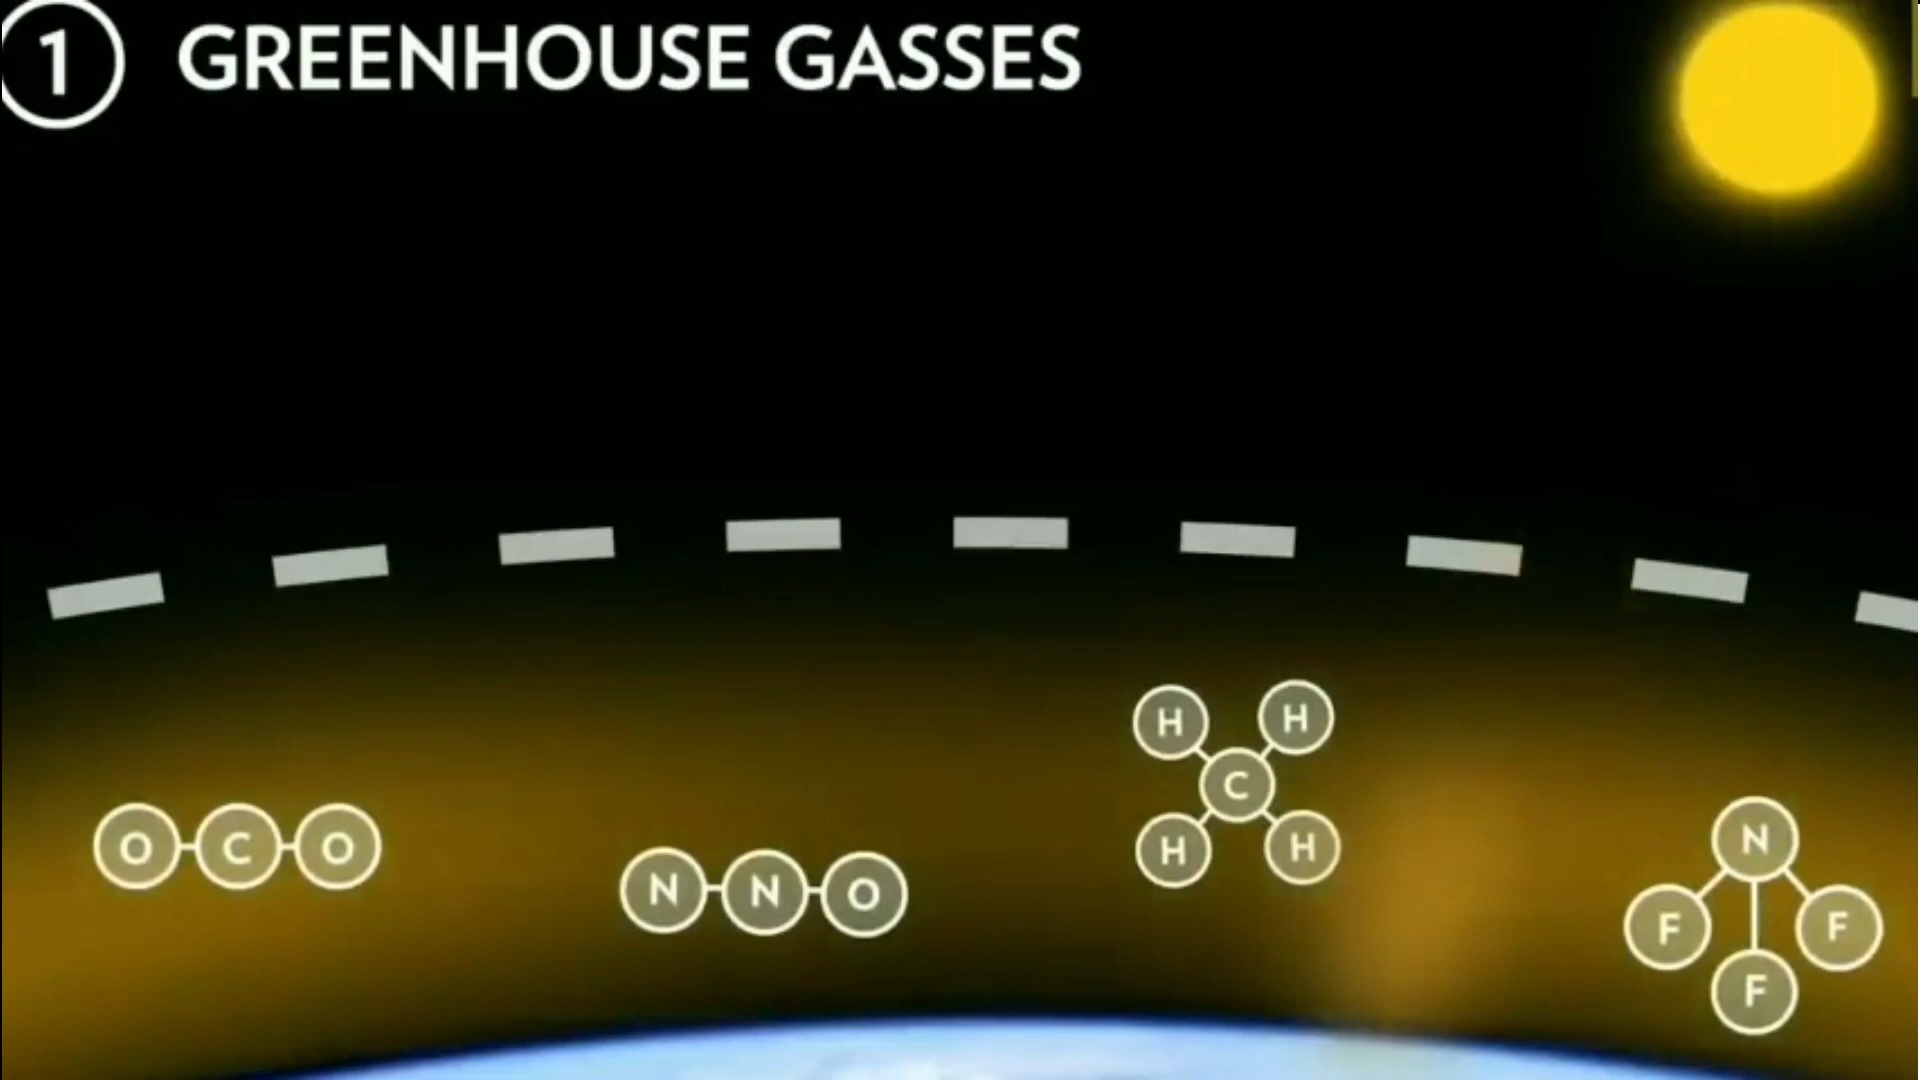 1 GREENHOUSE GASSES
H H
C
H H
O C O
N N O
N
F F
F